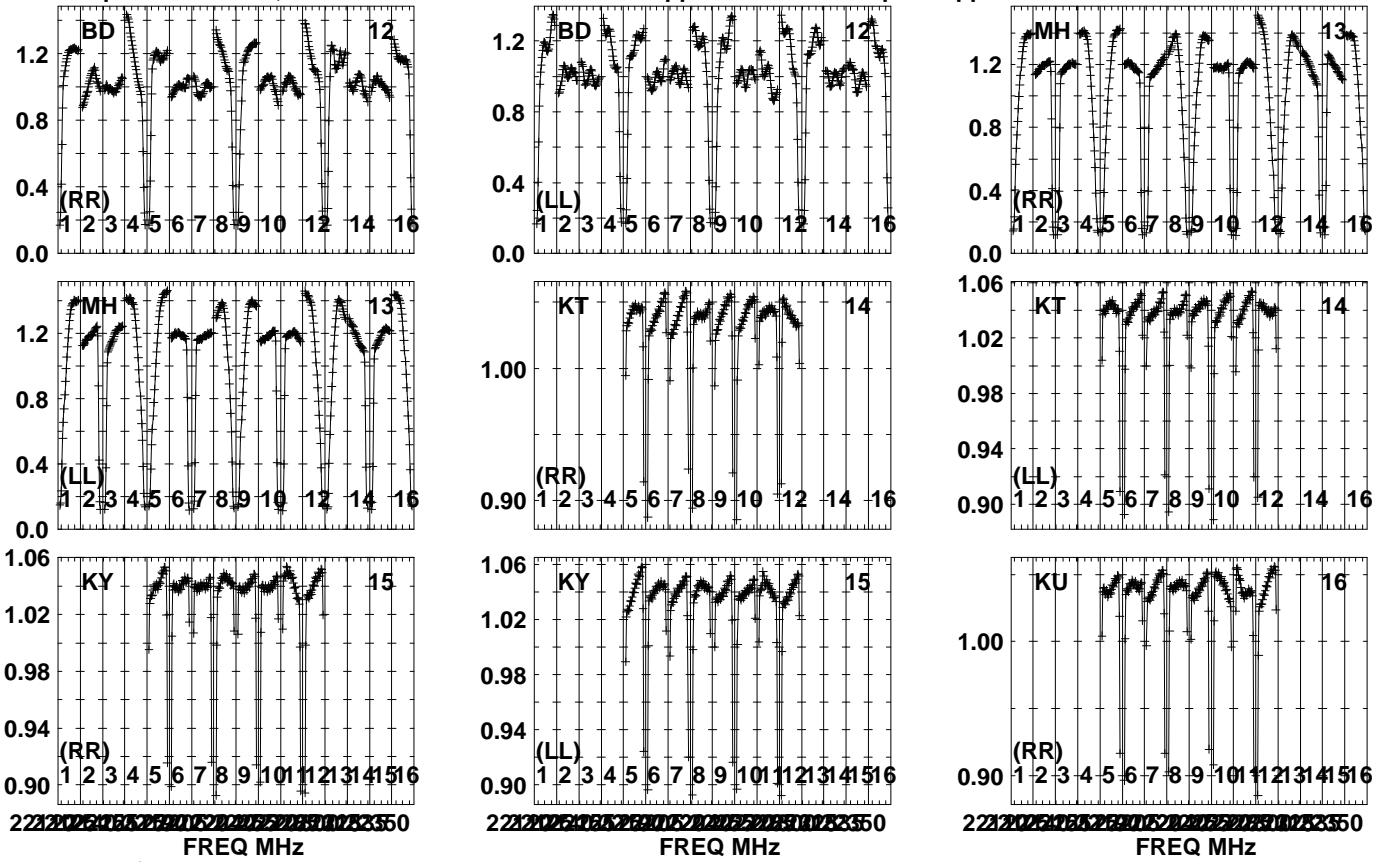 BD 12
1.2
0.8
0.4
0.0
(RR)
1 2 3 4 5 6 7 8 9 10 12 14 16
BD 12
1.2
0.8
0.4
0.0
(LL)
1 2 3 4 5 6 7 8 9 10 12 14 16
MH 13
1.2
0.8
0.4
0.0
(RR)
1 2 3 4 5 6 7 8 9 10 12 14 16
MH 13
1.2
0.8
0.4
0.0
(LL)
1 2 3 4 5 6 7 8 9 10 12 14 16
KT 14
1.00
0.90
(RR)
1 2 3 4 5 6 7 8 9 10 12 14 16
KT 14
1.06
1.02
0.98
0.94
0.90
(LL)
1 2 3 4 5 6 7 8 9 10 12 14 16
KY 15
1.06
1.02
0.98
0.94
0.90
(RR)
1 2 3 4 5 6 7 8 9 10 11 12 13 14 15 16
KY 15
1.06
1.02
0.98
0.94
0.90
(LL)
1 2 3 4 5 6 7 8 9 10 11 12 13 14 15 16
KU 16
1.00
0.90
(RR)
1 2 3 4 5 6 7 8 9 10 11 12 13 14 15 16
FREQ MHz
FREQ MHz
FREQ MHz